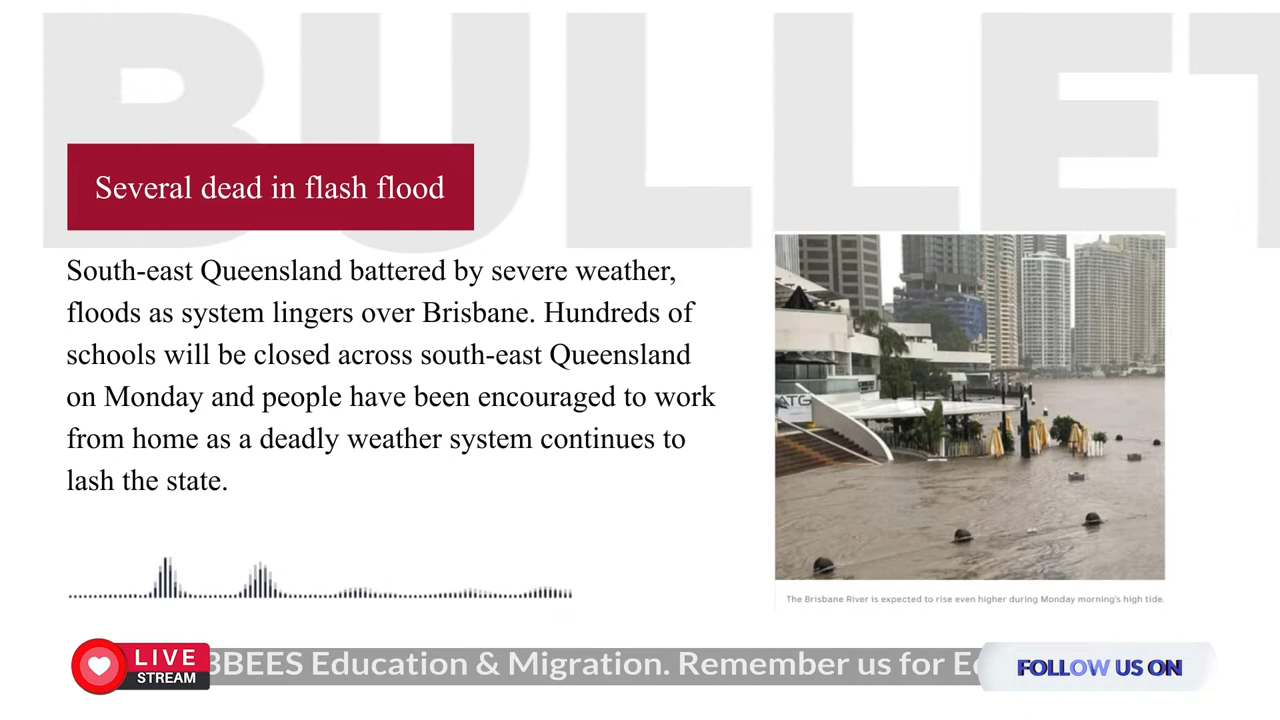 BULLET
Several dead in flash flood
South-east Queensland battered by severe weather,
floods as system lingers over Brisbane. Hundreds of
schools will be closed across south-east Queensland
on Monday and people have been encouraged to work
from home as a deadly weather system continues to
lash the state.
ATG
The Brisbane River is expected to rise even higher during Monday morning's high tide.
LIVE
STREAM
BBEES Education & Migration. Remember us for E
FOLLOW US ON